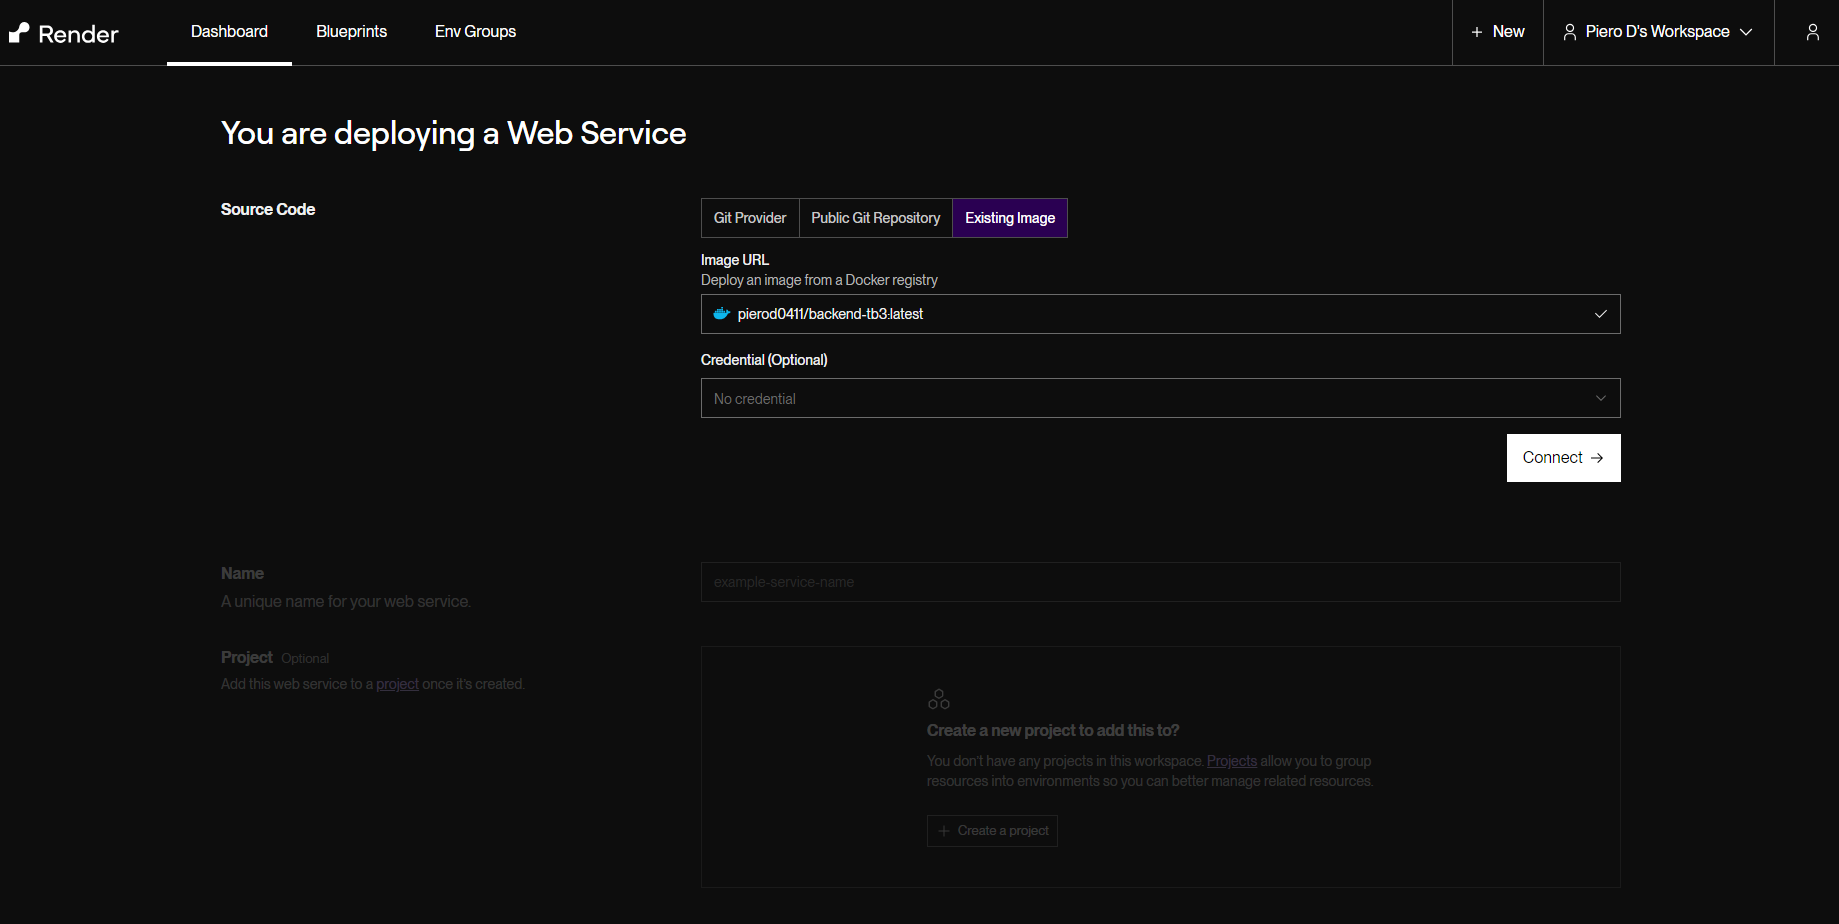 Render
Dashboard
Blueprints
Env Groups
+ New
Piero D's Workspace
You are deploying a Web Service
Source Code
Git Provider
Public Git Repository
Existing Image
Image URL
Deploy an image from a Docker registry
pierod0411/backend-tb3:latest
Credential (Optional)
No credential
Connect →
Name
A unique name for your web service.
example-service-name
Project Optional
Add this web service to a project once it's created.
Create a new project to add this to?
You don't have any projects in this workspace. Projects allow you to group
resources into environments so you can better manage related resources.
+ Create a project